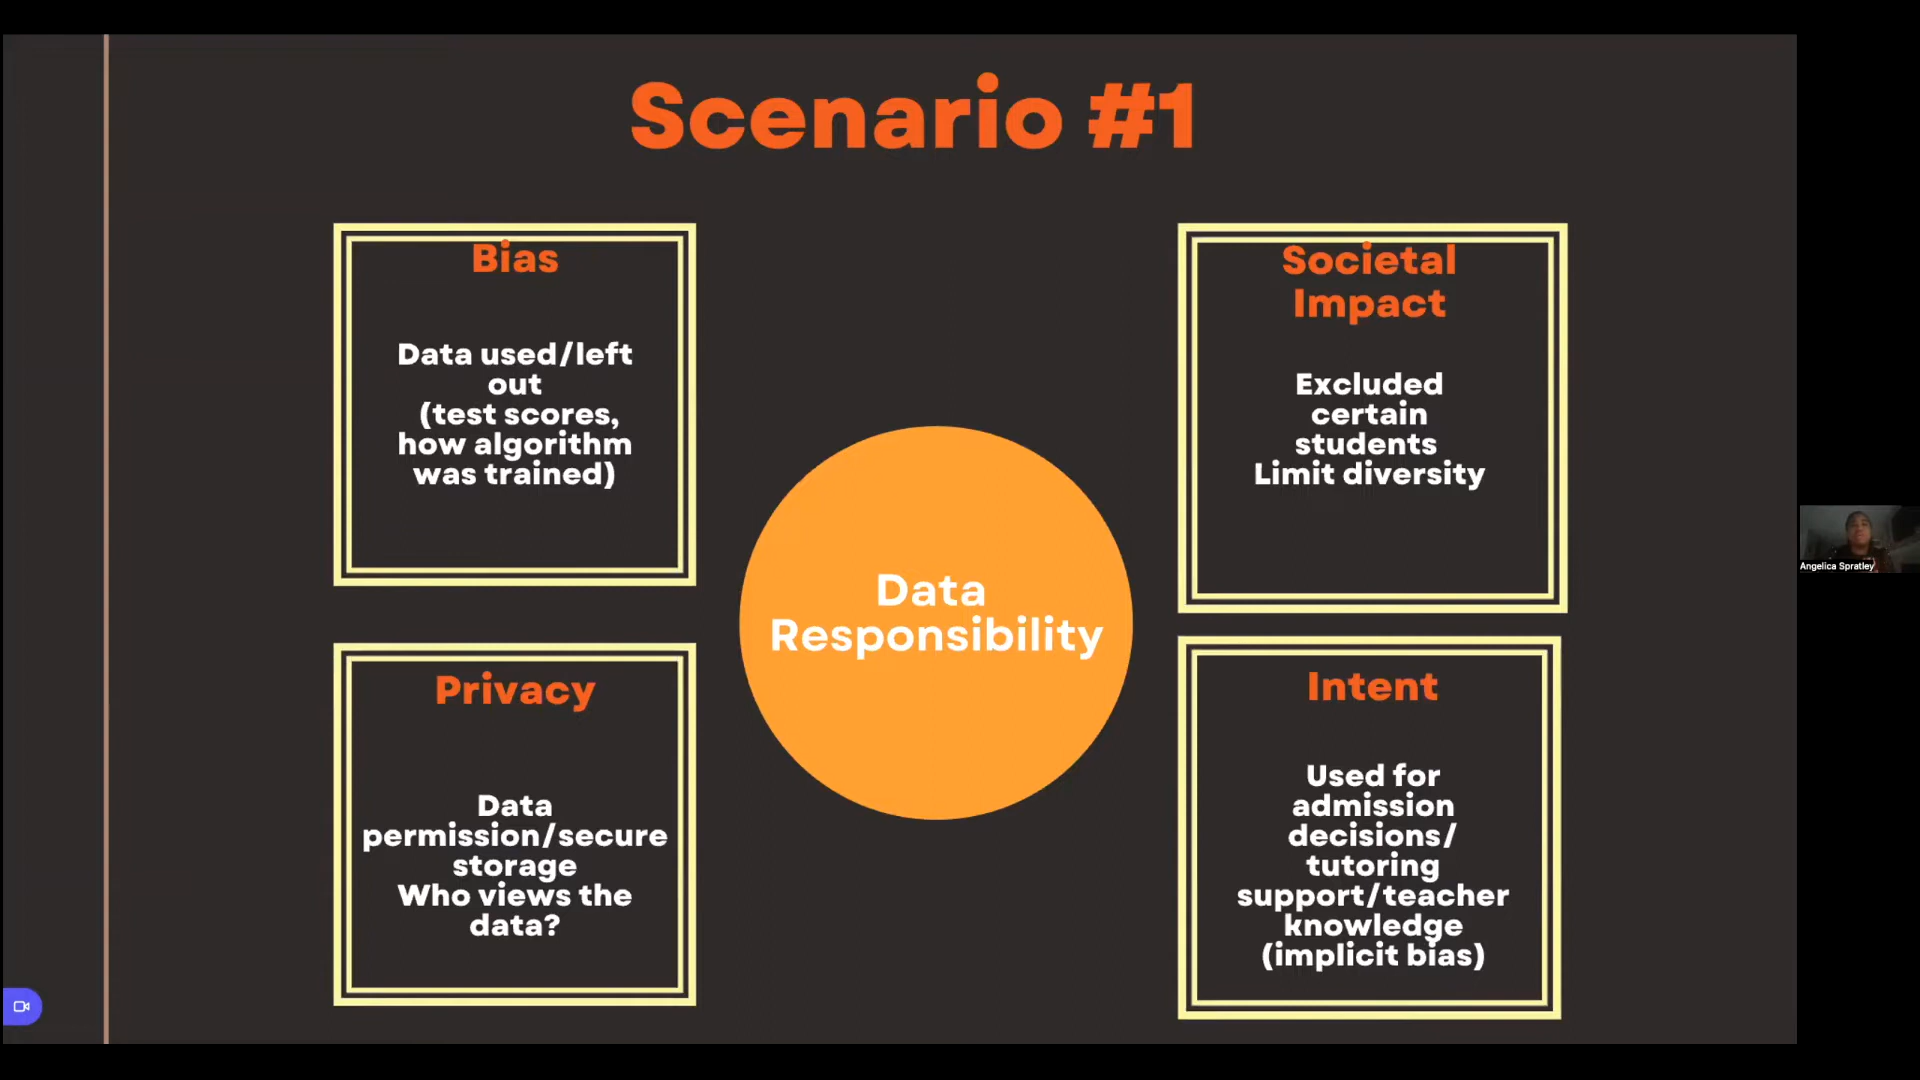 Scenario #1
Bias
Data used/left
out
(test scores,
how algorithm
was trained)
Societal
Impact
Excluded
certain
students
Limit diversity
Data
Responsibility
Privacy
Data
permission/secure
storage
Who views the
data?
Intent
Used for
admission
decisions/
tutoring
support/teacher
knowledge
(implicit bias)
Angelica Spratley